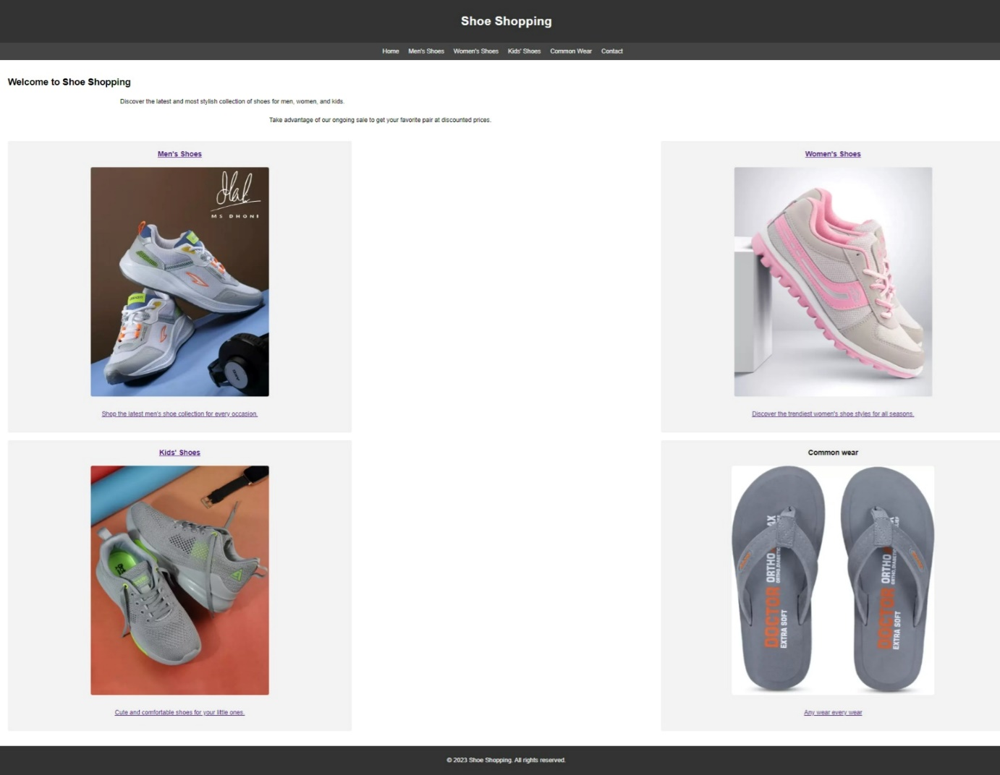 Shoe Shopping
Home Men's Shoes Women's Shoes Kids' Shoes Common Wear Contact
Welcome to Shoe Shopping
Discover the latest and most stylish collection of shoes for men, women, and kids.
Take advantage of our ongoing sale to get your favorite pair at discounted prices.
Men's Shoes
MS DHONI
Shop the latest men's shoe collection for every occasion.
Women's Shoes
Discover the trendiest women's shoe styles for all seasons.
Kids' Shoes
Cute and comfortable shoes for your little ones.
Common wear
DOCTOR ORTHO
EXTRA SOFT
DOCTOR ORTHO
EXTRA SOFT
Any wear every wear
© 2023 Shoe Shopping. All rights reserved.